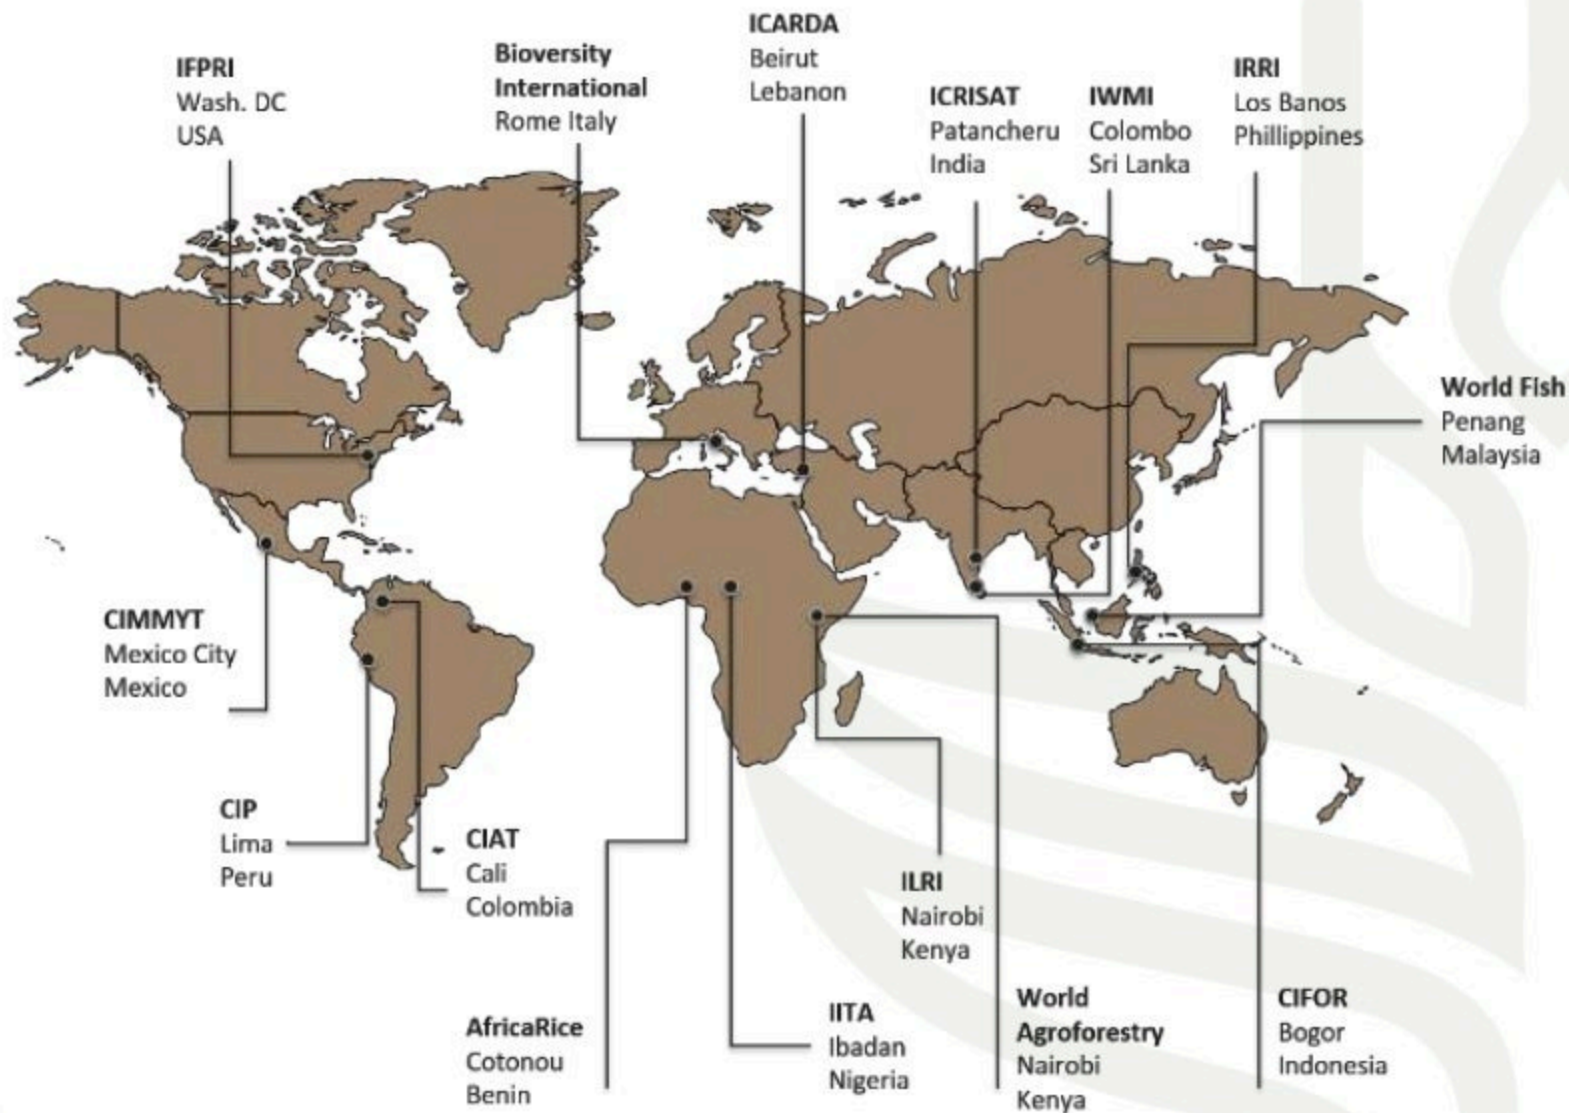 IFPRI
Wash. DC
USA
Bioversity
International
Rome Italy
ICARDA
Beirut
Lebanon
ICRISAT
Patancheru
India
IWMI
Colombo
Sri Lanka
IRRI
Los Banos
Phillippines
World Fish
Penang
Malaysia
CIMMYT
Mexico City
Mexico
CIP
Lima
Peru
CIAT
Cali
Colombia
ILRI
Nairobi
Kenya
AfricaRice
Cotonou
Benin
IITA
Ibadan
Nigeria
World
Agroforestry
Nairobi
Kenya
CIFOR
Bogor
Indonesia